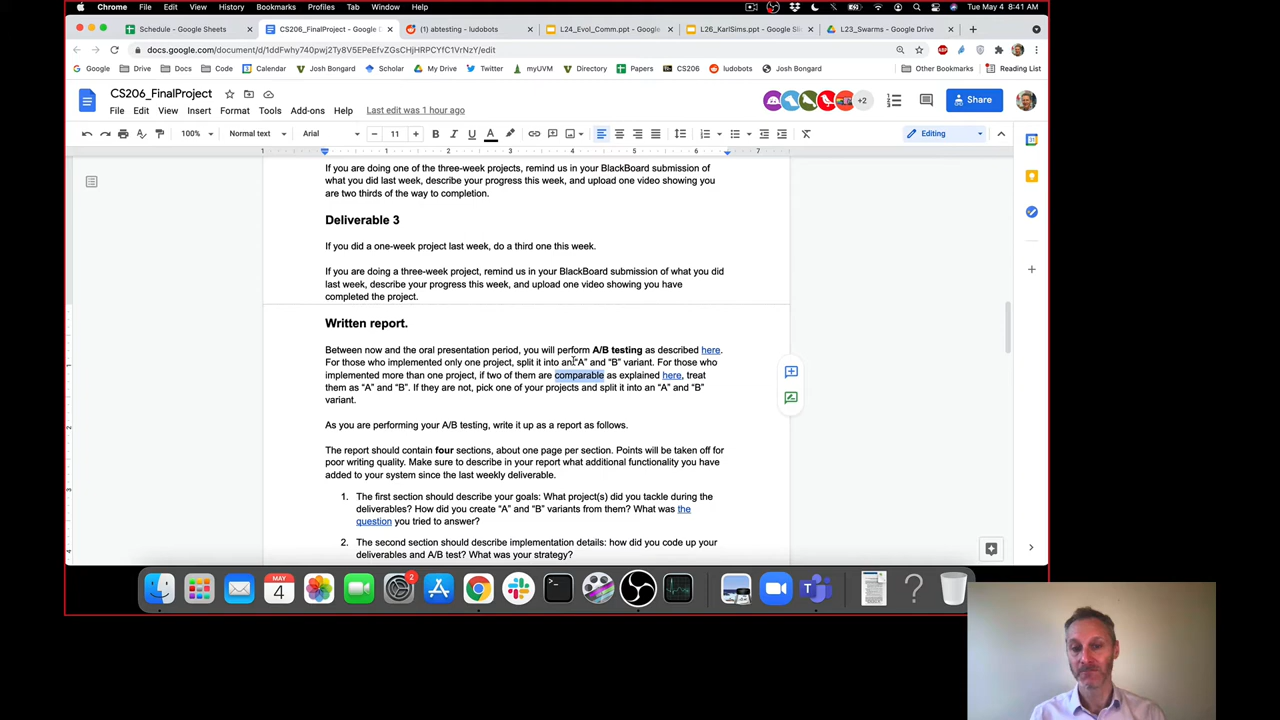 Chrome File Edit View History Bookmarks Profiles Tab Window Help Tue May 4 8:41 AM
Schedule - Google Sheets CS206_FinalProject - Google D (1) abtesting - ludobots L24_Evol_Comm.ppt - Google L26_KarlSims.ppt - Google Sli L23_Swarms - Google Drive
docs.google.com/document/d/1ddFwhy740pwj2Ty8V5EPeEfvZGsCHjHRPCYfC1VrNzY/edit
Google Drive Cal Calendar Josh Bongard Scholar My Drive Twitter myUVM Directory Papers CS206 ludobots Josh Bongard Other Bookmarks Reading List
CS206_FinalProject
File Edit View Insert Format Tools Add-ons Help Last edit was 1 hour ago
+2 Share
100% Normal text Arial 11 B I U A Editing
1 1 2 3 4 5 6 7
If you are doing one of the three-week projects, remind us in your BlackBoard submission of
what you did last week, describe your progress this week, and upload one video showing you
are two thirds of the way to completion.
Deliverable 3
If you did a one-week project last week, do a third one this week.
If you are doing a three-week project, remind us in your BlackBoard submission of what you did
last week, describe your progress this week, and upload one video showing you have
completed the project.
Written report.
Between now and the oral presentation period, you will perform A/B testing as described here.
For those who implemented only one project, split it into an “A” and “B” variant. For those who
implemented more than one project, if two of them are comparable as explained here, treat
them as “A” and “B”. If they are not, pick one of your projects and split it into an “A” and “B”
variant.
As you are performing your A/B testing, write it up as a report as follows.
The report should contain four sections, about one page per section. Points will be taken off for
poor writing quality. Make sure to describe in your report what additional functionality you have
added to your system since the last weekly deliverable.
1. The first section should describe your goals: What project(s) did you tackle during the
deliverables? How did you create “A” and “B” variants from them? What was the
question you tried to answer?
2. The second section should describe implementation details: how did you code up your
deliverables and A/B test? What was your strategy?
1
2
3
4
MAY
4
2